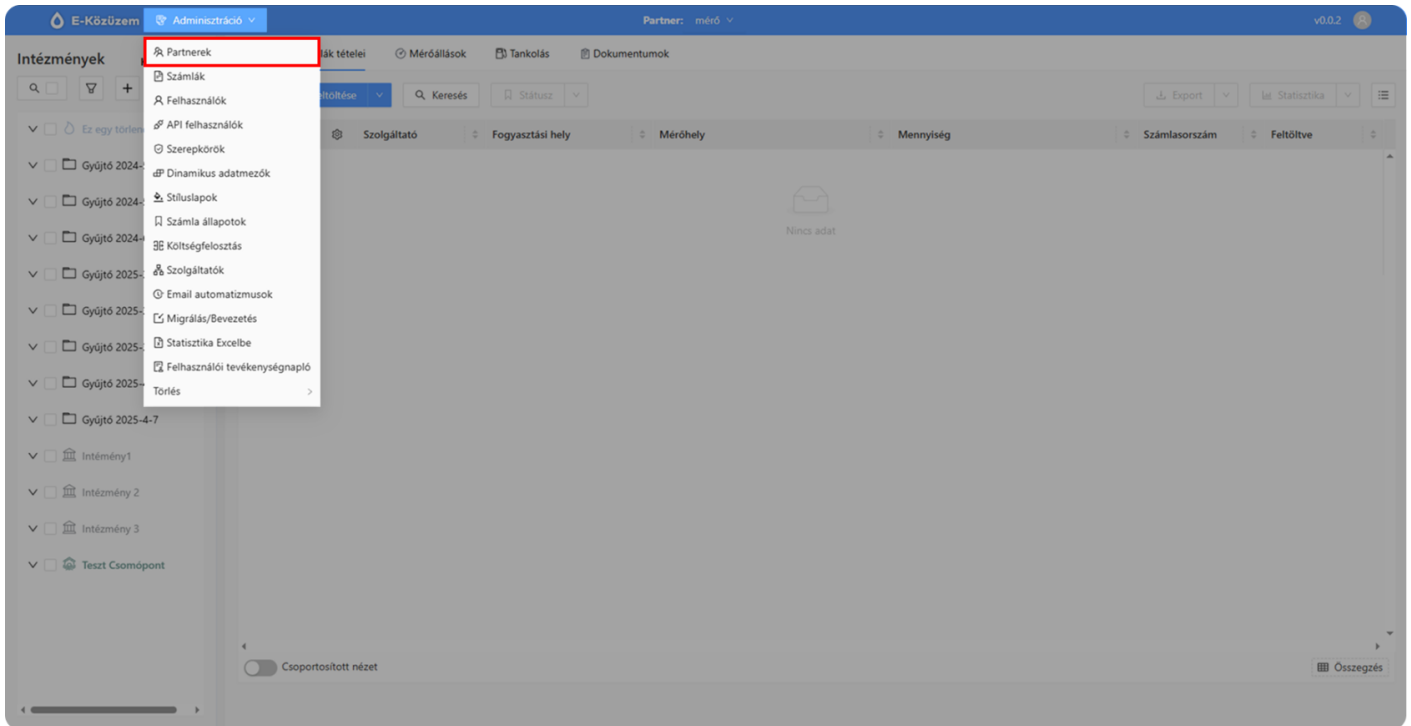 E-Közüzem
Adminisztráció
Partner: mérő
v0.0.2
Intézmények
Partnerek
Számlák
Felhasználók
API felhasználók
Szerepkörök
Dinamikus adatmezők
Stíluslapok
Számla állapotok
Költségfelosztás
Szolgáltatók
Email automatizmusok
Migrálás/Bevezetés
Statisztika Excelbe
Felhasználói tevékenységnapló
Törlés
tételei
Mérőállások
Tankolás
Dokumentumok
Keresés
Státusz
Export
Statisztika
Szolgáltató
Fogyasztási hely
Mérőhely
Mennyiség
Számlasorszám
Feltöltve
Nincs adat
Ez egy
Gyűjtő 2024-
Gyűjtő 2024-
Gyűjtő 2024-
Gyűjtő 2025-
Gyűjtő 2025-
Gyűjtő 2025-
Gyűjtő 2025-
Gyűjtő 2025-4-7
Intémény1
Intézmény 2
Intézmény 3
Teszt Csomópont
Csoportosított nézet
Összegzés